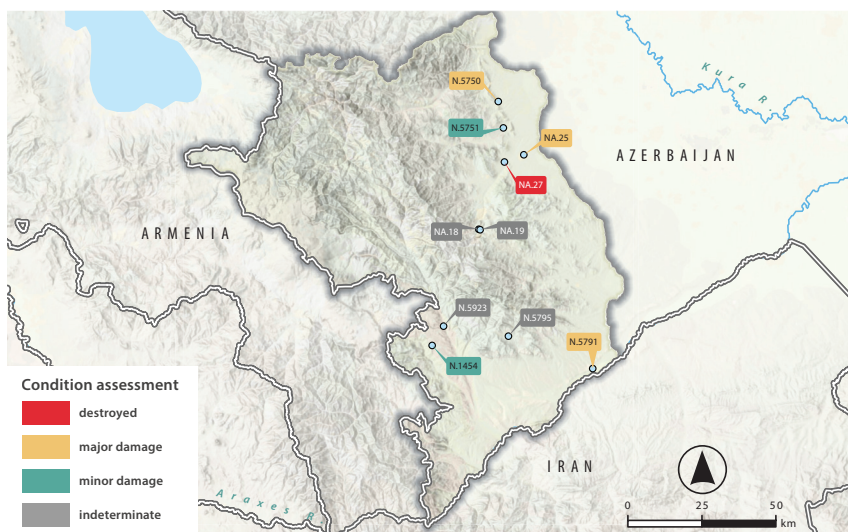 N.5750
Kura R.
N.5751
NA.25
AZERBAIJAN
NA.27
ARMENIA
NA.18
NA.19
N.5923
N.5795
N.5791
N.1454
Condition assessment
destroyed
major damage
minor damage
indeterminate
IRAN
Araxes R
0
25
50
km